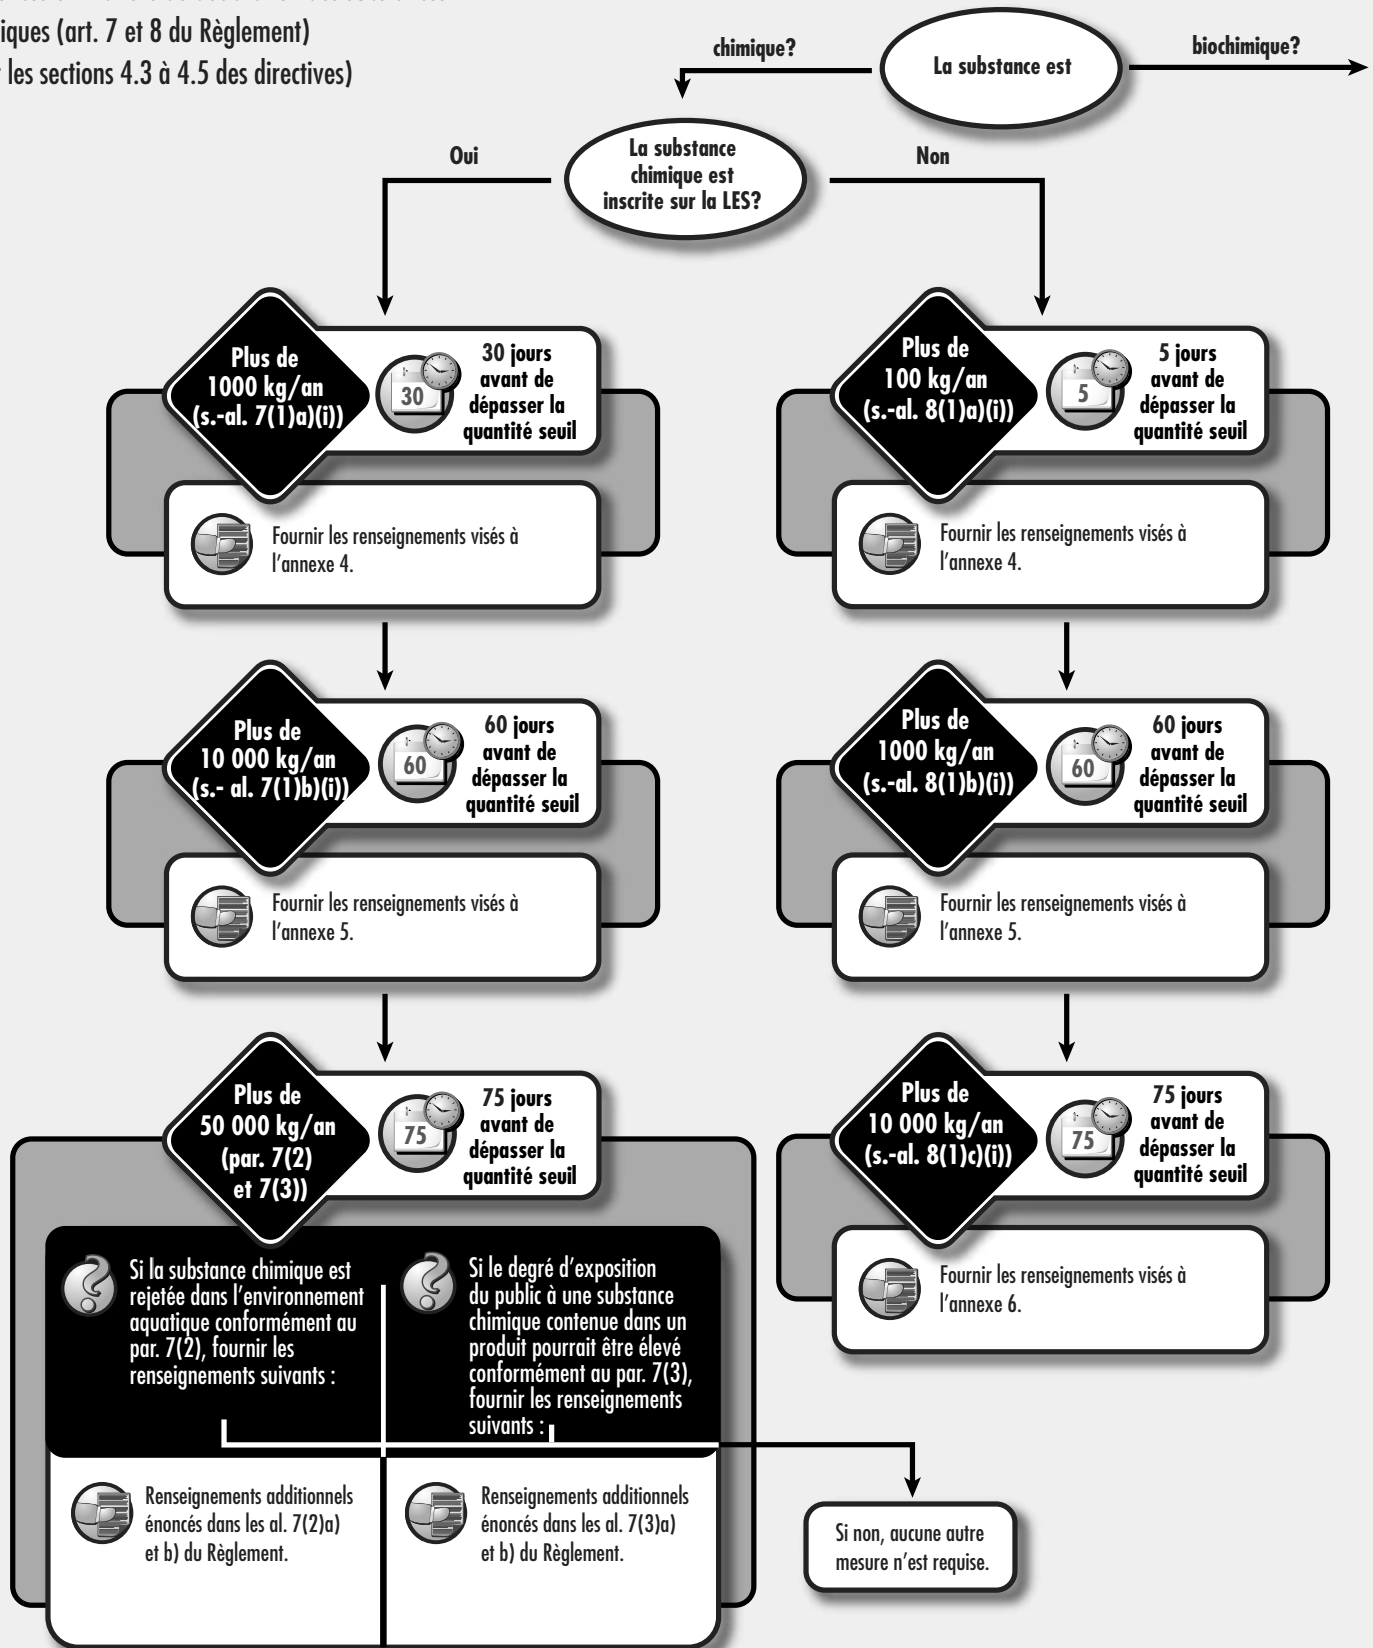 iques (art. 7 et 8 du Règlement)
les sections 4.3 à 4.5 des directives)
chimique?
La substance est
biochimique?
Oui
La substance
chimique est
inscrite sur la LES?
Non
Plus de
1000 kg/an
(s.-al. 7(1)a)(i))
30
30 jours
avant de
dépasser la
quantité seuil
Fournir les renseignements visés à
l'annexe 4.
Plus de
100 kg/an
(s.-al. 8(1)a)(i))
5
5 jours
avant de
dépasser la
quantité seuil
Fournir les renseignements visés à
l'annexe 4.
Plus de
10 000 kg/an
(s.- al. 7(1)b)(i))
60
60 jours
avant de
dépasser la
quantité seuil
Fournir les renseignements visés à
l'annexe 5.
Plus de
1000 kg/an
(s.-al. 8(1)b)(i))
60
60 jours
avant de
dépasser la
quantité seuil
Fournir les renseignements visés à
l'annexe 5.
Plus de
50 000 kg/an
(par. 7(2)
et 7(3))
75
75 jours
avant de
dépasser la
quantité seuil
Si la substance chimique est
rejetée dans l'environnement
aquatique conformément au
par. 7(2), fournir les
renseignements suivants :
Si le degré d'exposition
du public à une substance
chimique contenue dans un
produit pourrait être élevé
conformément au par. 7(3),
fournir les renseignements
suivants :
Renseignements additionnels
énoncés dans les al. 7(2)a)
et b) du Règlement.
Renseignements additionnels
énoncés dans les al. 7(3)a)
et b) du Règlement.
Plus de
10 000 kg/an
(s.-al. 8(1)c)(i))
75
75 jours
avant de
dépasser la
quantité seuil
Fournir les renseignements visés à
l'annexe 6.
Si non, aucune autre
mesure n'est requise.